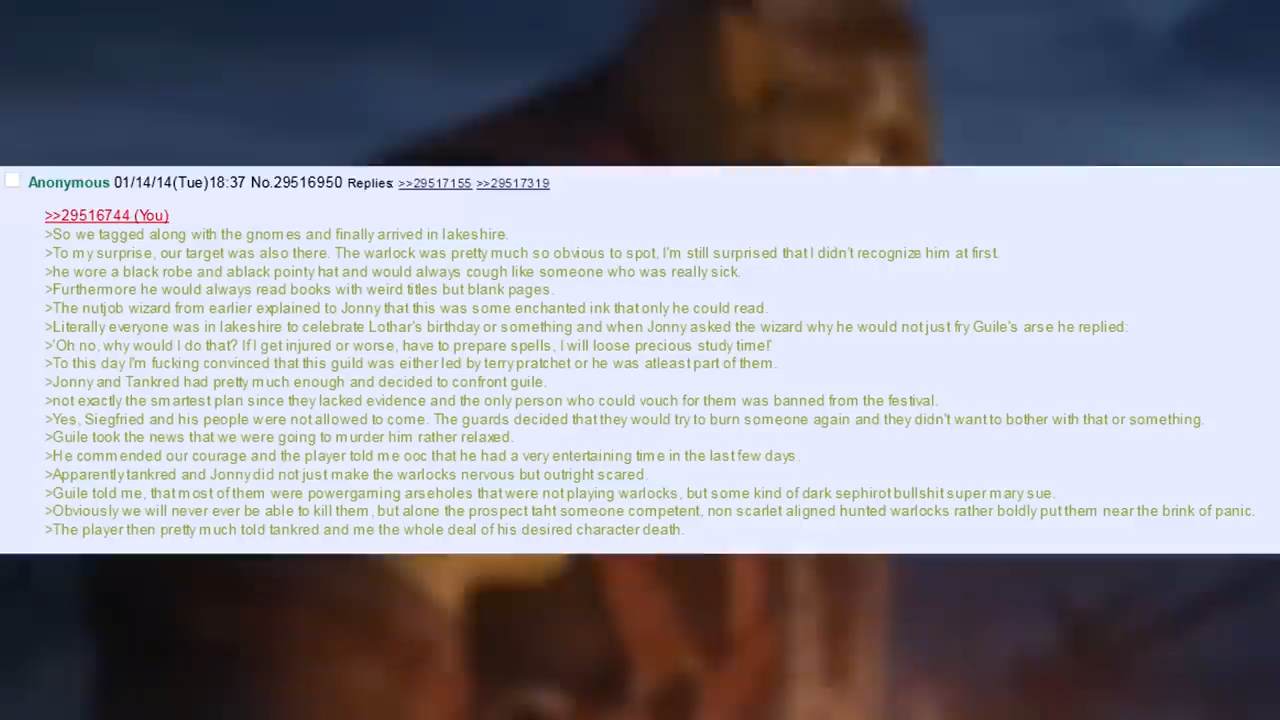 Anonymous 01/14/14(Tue)18:37 No.29516950 Replies: >>29517155 >>29517319
>>29516744 (You)
>So we tagged along with the gnomes and finally arrived in lakeshire.
>To my surprise, our target was also there. The warlock was pretty much so obvious to spot, I'm still surprised that I didn't recognize him at first.
>he wore a black robe and ablack pointy hat and would always cough like someone who was really sick.
>Furthermore he would always read books with weird titles but blank pages.
>The nutjob wizard from earlier explained to Jonny that this was some enchanted ink that only he could read.
>Literally everyone was in lakeshire to celebrate Lothar's birthday or something and when Jonny asked the wizard why he would not just fry Guile's arse he replied:
>'Oh no, why would I do that? If I get injured or worse, have to prepare spells, I will loose precious study time!'
>To this day I'm fucking convinced that this guild was either led by terry pratchet or he was atleast part of them.
>Jonny and Tankred had pretty much enough and decided to confront guile.
>not exactly the smartest plan since they lacked evidence and the only person who could vouch for them was banned from the festival.
>Yes, Siegfried and his people were not allowed to come. The guards decided that they would try to burn someone again and they didn't want to bother with that or something.
>Guile took the news that we were going to murder him rather relaxed.
>He commended our courage and the player told me ooc that he had a very entertaining time in the last few days.
>Apparently tankred and Jonny did not just make the warlocks nervous but outright scared.
>Guile told me, that most of them were powergaming arseholes that were not playing warlocks, but some kind of dark sephirot bullshit super mary sue.
>Obviously we will never ever be able to kill them, but alone the prospect taht someone competent, non scarlet aligned hunted warlocks rather boldly put them near the brink of panic.
>The player then pretty much told tankred and me the whole deal of his desired character death.